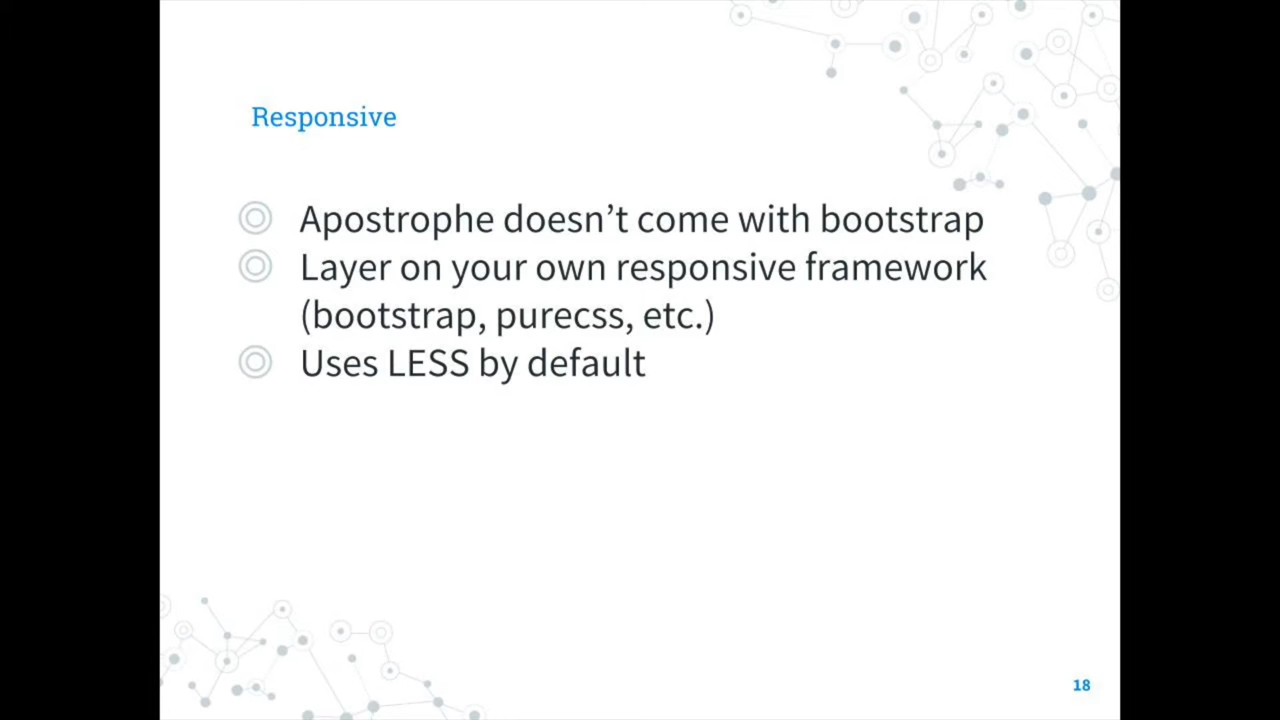 Responsive
Apostrophe doesn’t come with bootstrap
Layer on your own responsive framework
(bootstrap, purecss, etc.)
Uses LESS by default
18